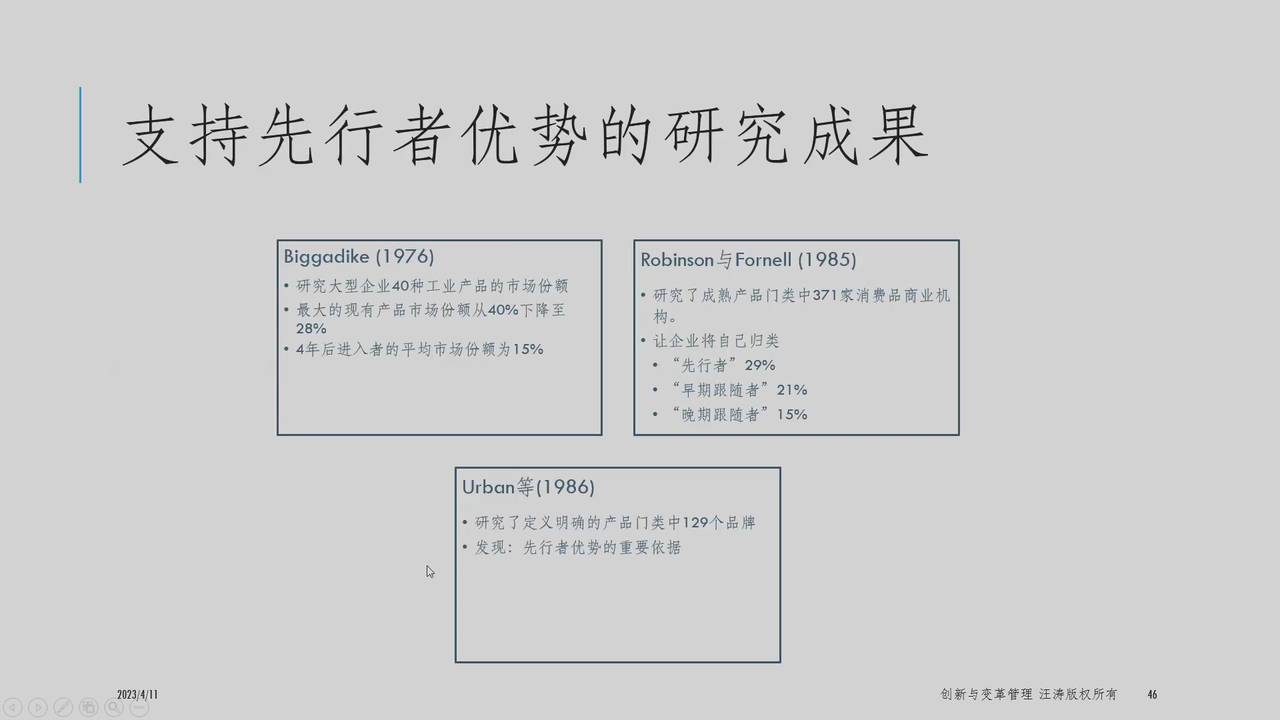 支持先行者优势的研究成果
Biggadike (1976)
• 研究大型企业40种工业产品的市场份额
• 最大的现有产品市场份额从40%下降至
28%
• 4年后进入者的平均市场份额为15%
Robinson与Fornell (1985)
• 研究了成熟产品门类中371家消费品商业机
构。
• 让企业将自己归类
• “先行者”29%
• “早期跟随者”21%
• “晚期跟随者”15%
Urban等(1986)
• 研究了定义明确的产品门类中129个品牌
• 发现：先行者优势的重要依据
2023/4/11
创新与变革管理 汪涛版权所有
46